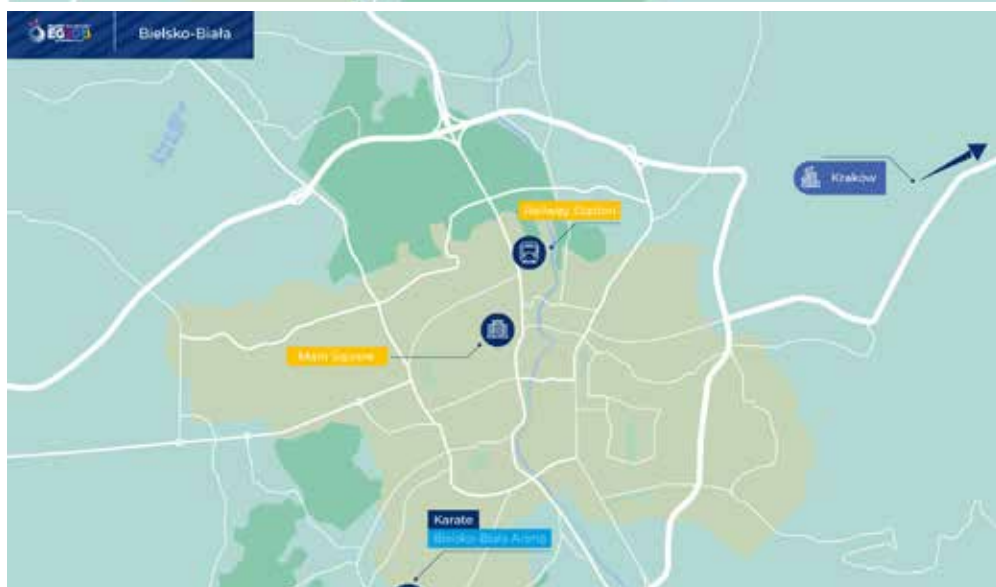 Bielsko-Biała
Kraków
Railway Station
Main Square
Karate
Bielsko-Biała Arena